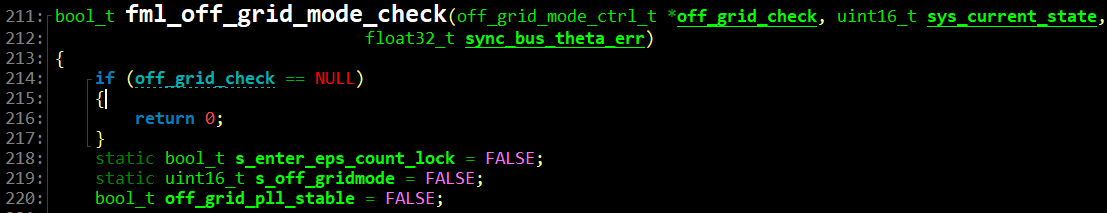 211: bool_t fml_off_grid_mode_check(off_grid_mode_ctrl_t *off_grid_check, uint16_t sys_current_state,
212: float32_t sync_bus_theta_err)
213: {
214: if (off_grid_check == NULL)
215: {
216: return 0;
217: }
218: static bool_t s_enter_eps_count_lock = FALSE;
219: static uint16_t s_off_gridmode = FALSE;
220: bool_t off_grid_pll_stable = FALSE;